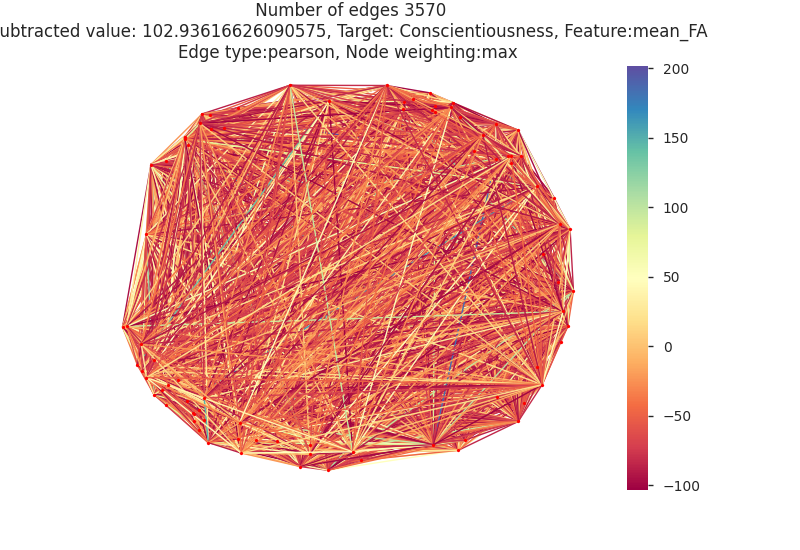 Number of edges 3570
ubtracted value: 102.93616626090575, Target: Conscientiousness, Feature:mean_FA
Edge type:pearson, Node weighting:max
200
150
100
50
0
−50
−100